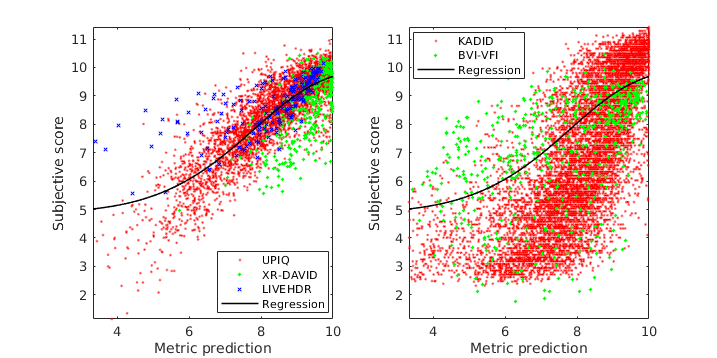 11
10
9
8
7
6
5
4
3
2
4
6
8
10
Subjective score
Metric prediction
UPIQ
XR-DAVID
LIVEHDR
Regression
11
10
9
8
7
6
5
4
3
2
4
6
8
10
Subjective score
Metric prediction
KADID
BVI-VFI
Regression